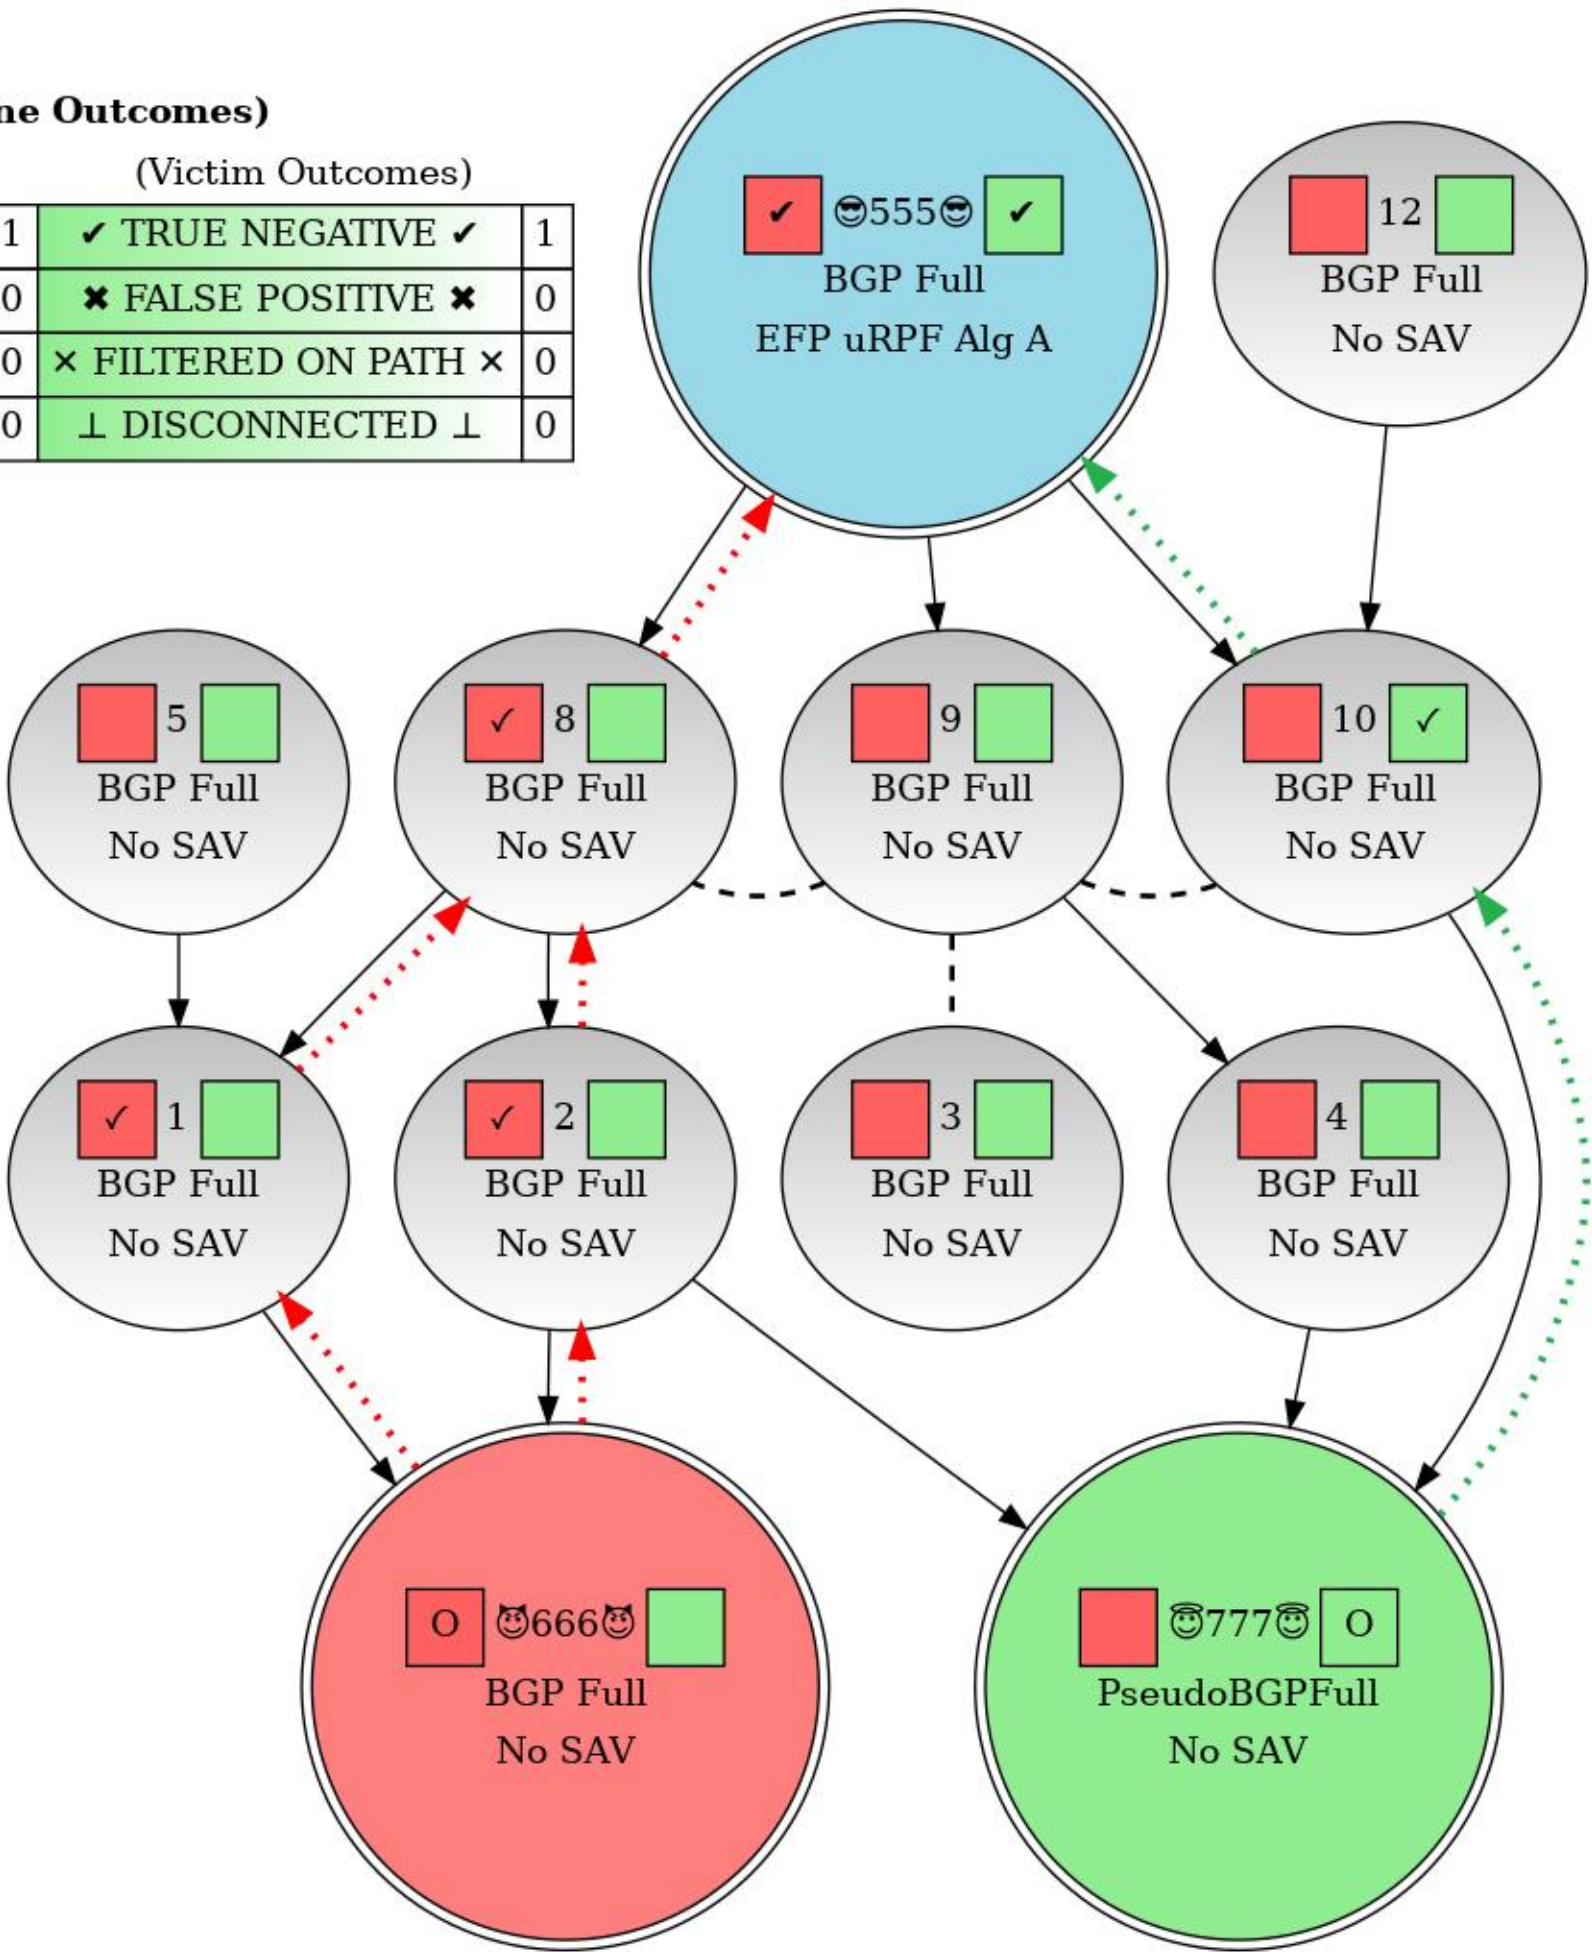 ne Outcomes)
(Victim Outcomes)
1 ✔ TRUE NEGATIVE ✔ 1
0 ✖ FALSE POSITIVE ✖ 0
0 ✕ FILTERED ON PATH ✕ 0
0 ⊥ DISCONNECTED ⊥ 0
✔ 😎555😎 ✔
BGP Full
EFP uRPF Alg A
12
BGP Full
No SAV
5
BGP Full
No SAV
✓ 8
BGP Full
No SAV
9
BGP Full
No SAV
10 ✓
BGP Full
No SAV
✓ 1
BGP Full
No SAV
✓ 2
BGP Full
No SAV
3
BGP Full
No SAV
4
BGP Full
No SAV
O 😈666😈
BGP Full
No SAV
😇777😇 O
PseudoBGPFull
No SAV